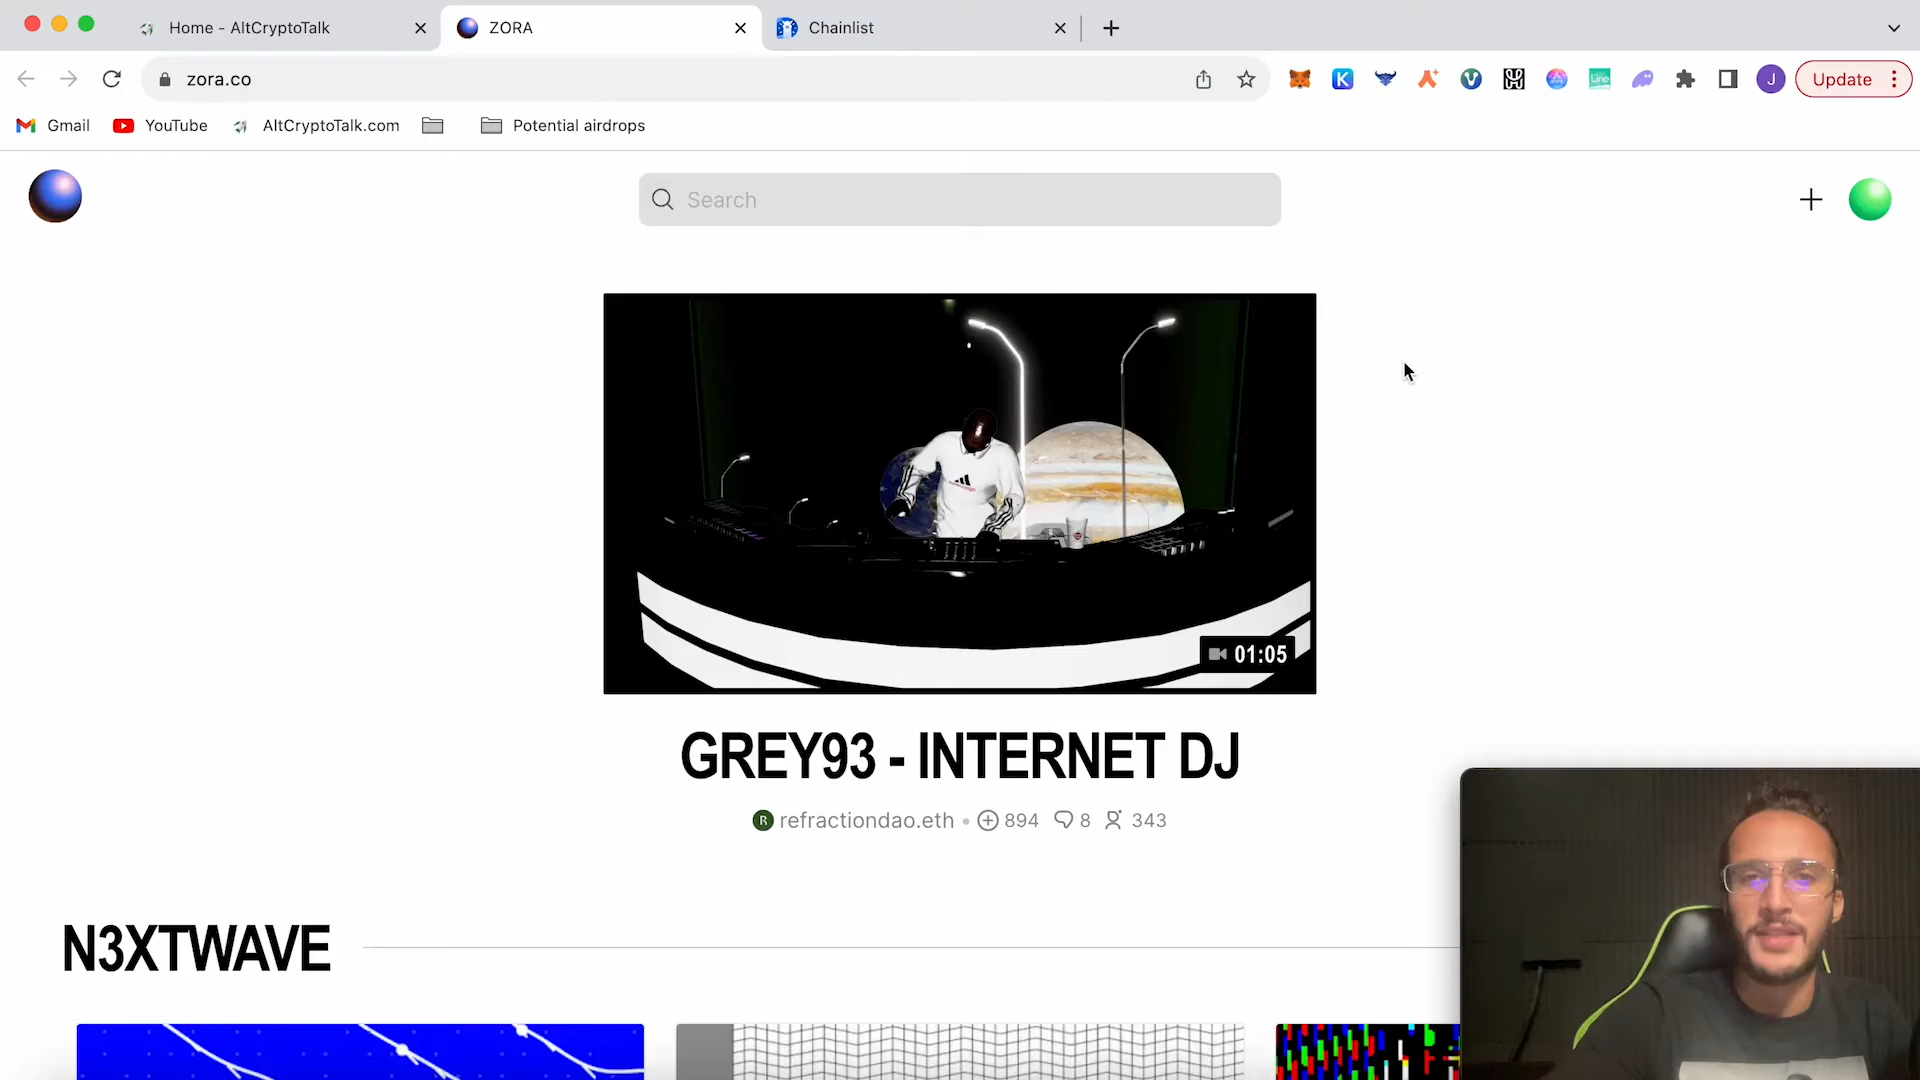 Home - AltCryptoTalk
ZORA
Chainlist
zora.co
J
Update
Gmail
YouTube
AltCryptoTalk.com
Potential airdrops
Search
01:05
GREY93 - INTERNET DJ
R refractiondao.eth • 894 8 343
N3XTWAVE